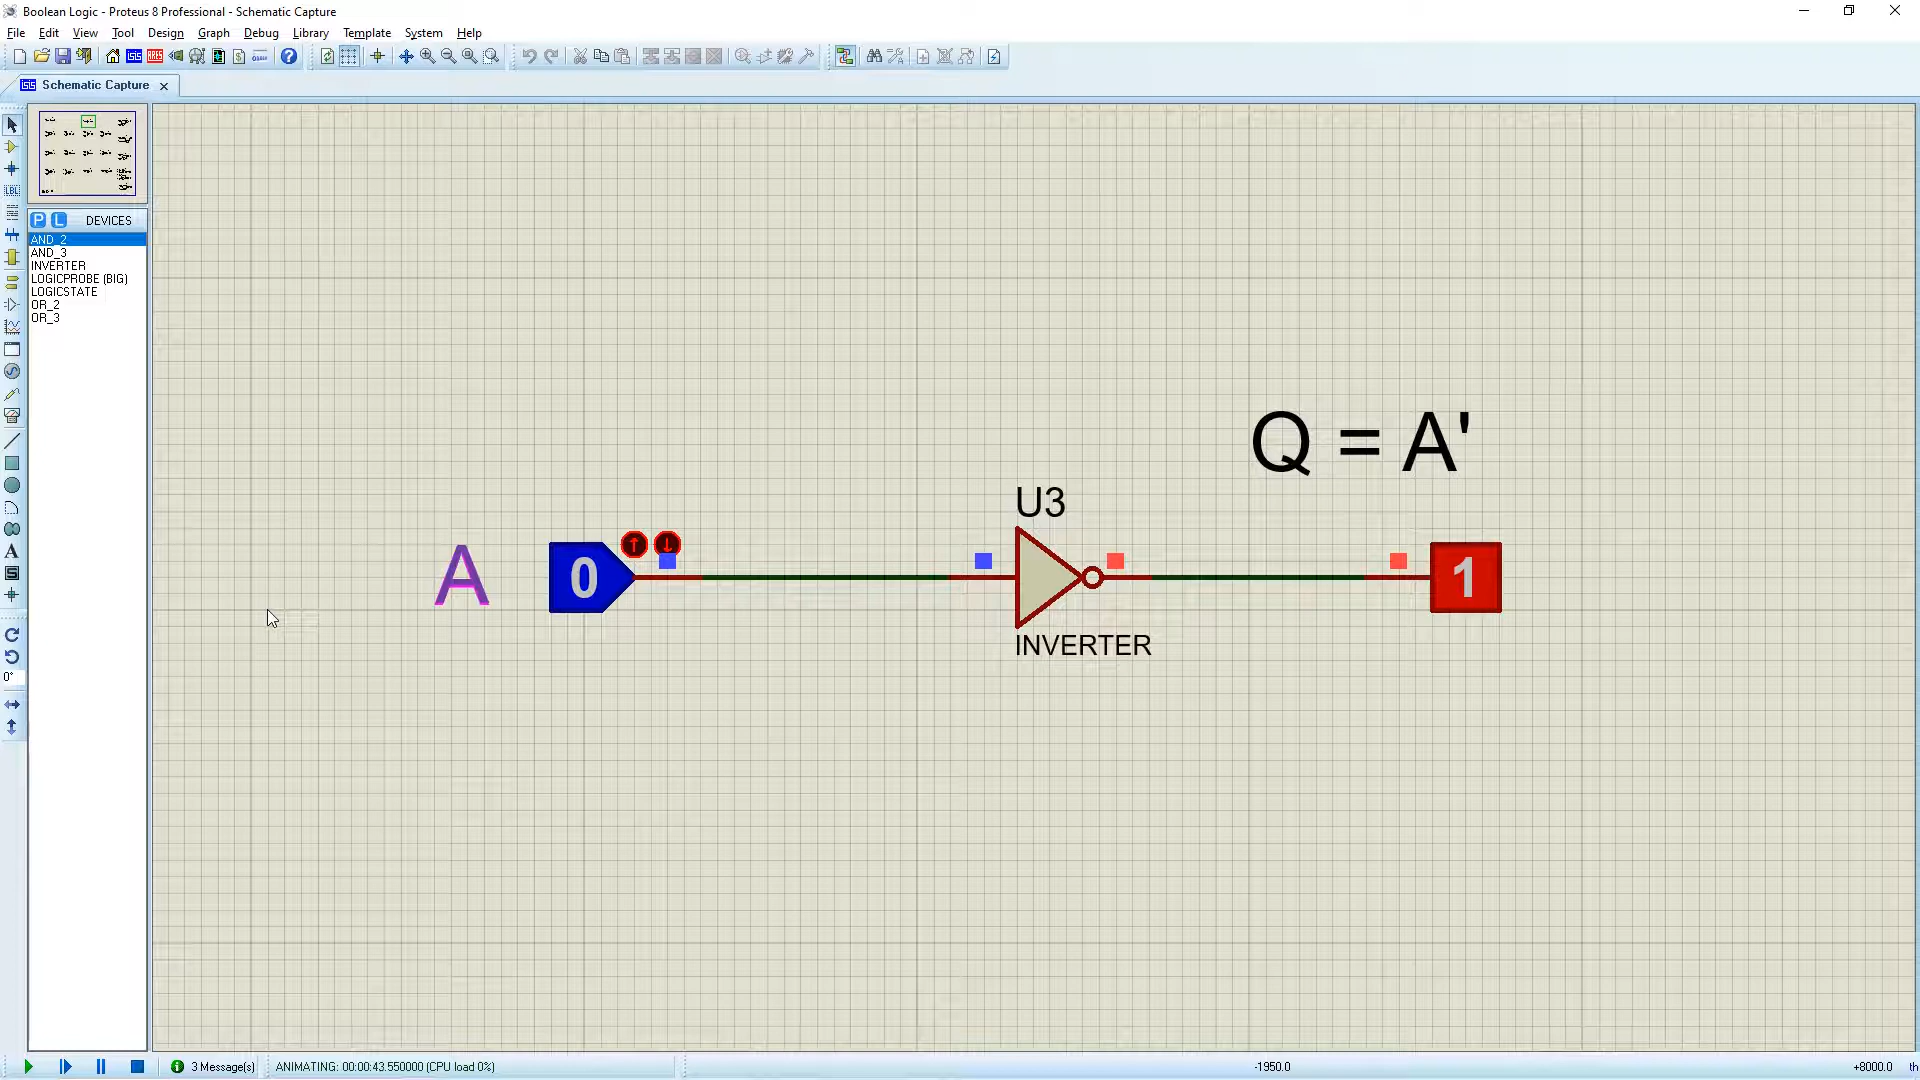 Boolean Logic - Proteus 8 Professional - Schematic Capture
File Edit View Tool Design Graph Debug Library Template System Help
Schematic Capture
P L DEVICES
AND_2
AND_3
INVERTER
LOGICPROBE (BIG)
LOGICSTATE
OR_2
OR_3
LBL
A
S
0°
Q = A'
U3
A 0 1
INVERTER
3 Message(s) ANIMATING: 00:00:43.550000 (CPU load 0%) -1950.0 +8000.0 th